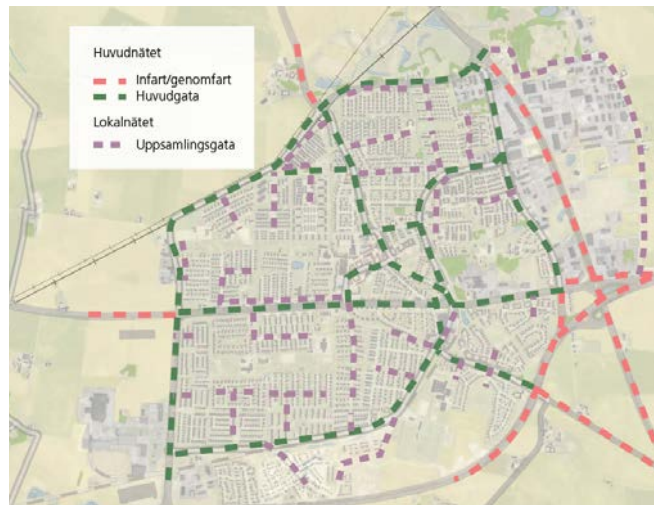 Huvudnätet
Infart/genomfart
Huvudgata
Lokalnätet
Uppsamlingsgata